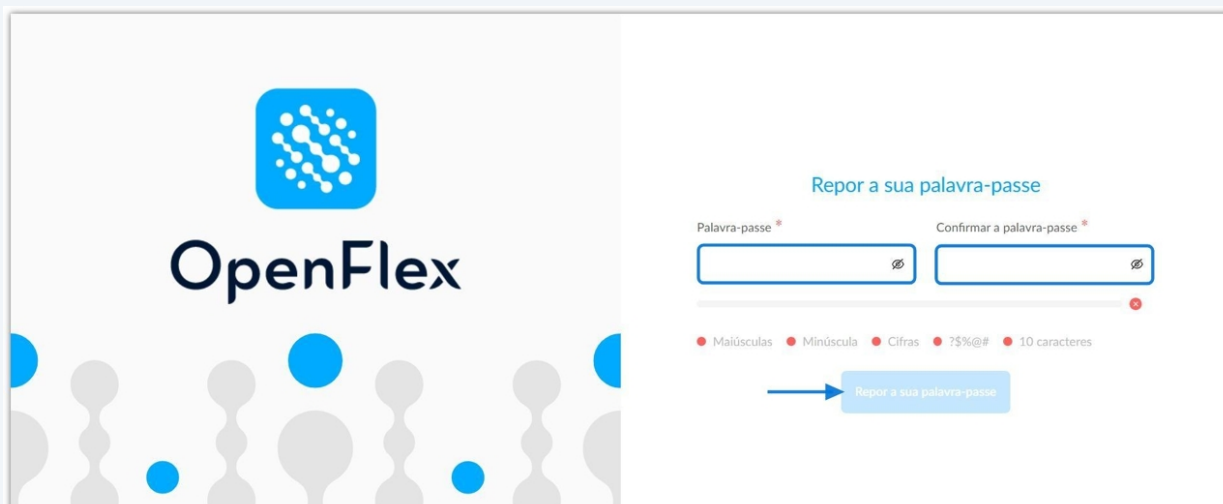 OpenFlex
Repor a sua palavra-passe
Palavra-passe *
Confirmar a palavra-passe *
Maiúsculas
Minúscula
Cifras
?$%@#
10 caracteres
Repor a sua palavra-passe